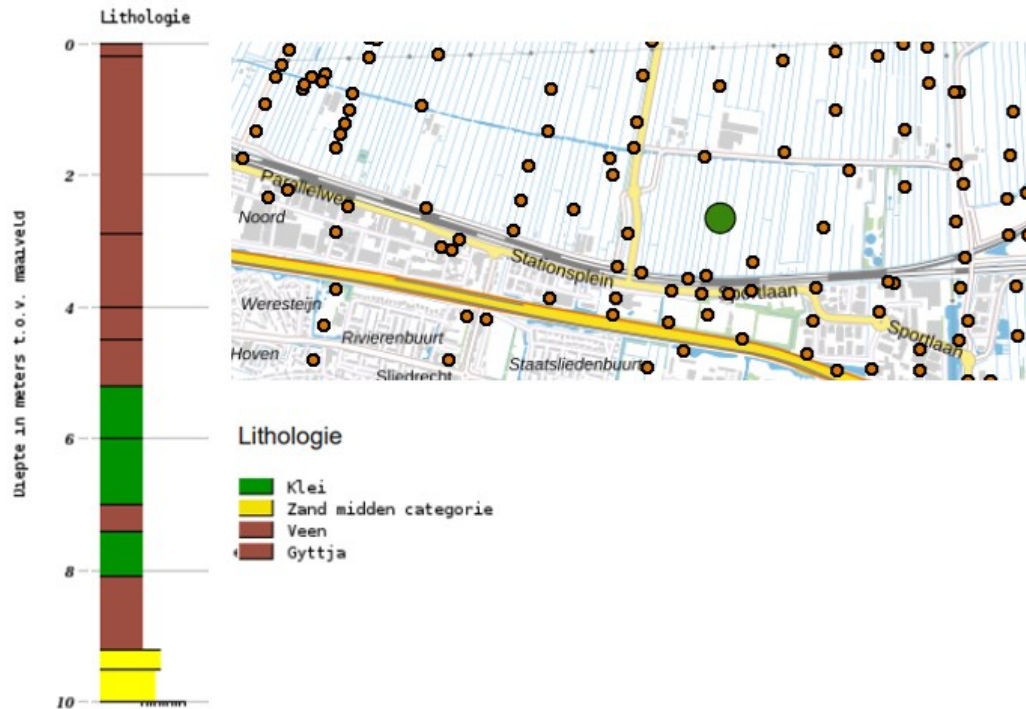 Lithologie
Diepte in meters t.o.v. maaiveld
0
2
4
6
8
10
Parallelweg
Noord
Stationsplein
Sportlaan
Weresteijn
Rivierenbuurt
Sportlaan
Hoven
Staatsliedenbuurt
Sliedrecht
Lithologie
Klei
Zand midden categorie
Veen
Gyttja